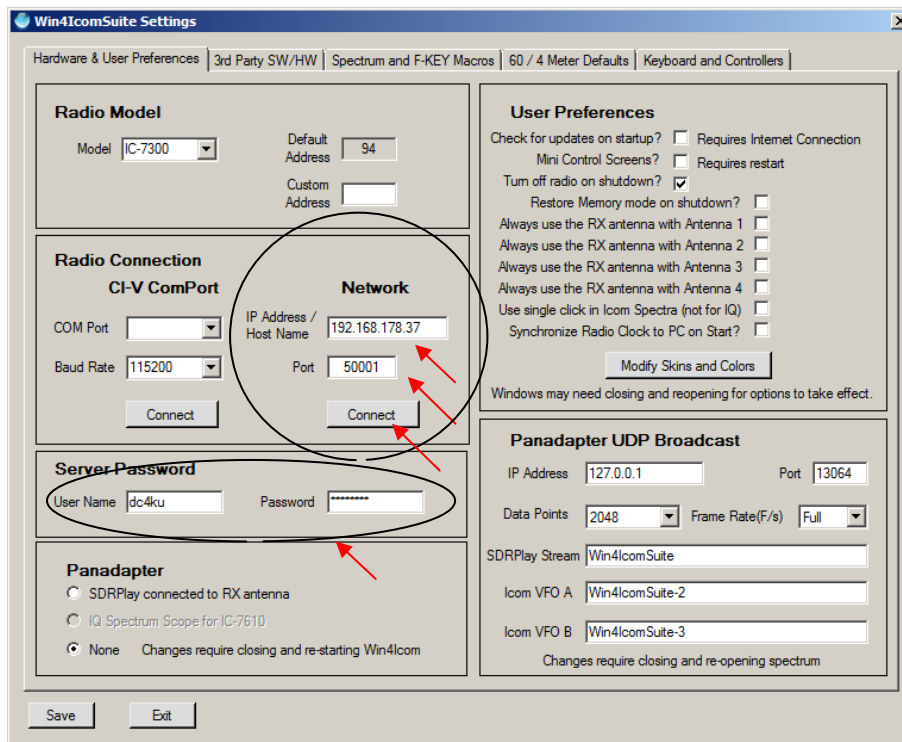 Win4IcomSuite Settings
Hardware & User Preferences
3rd Party SW/HW
Spectrum and F-KEY Macros
60 / 4 Meter Defaults
Keyboard and Controllers
Radio Model
Model IC-7300
Default Address 94
Custom Address
Radio Connection
CI-V ComPort
COM Port
Baud Rate 115200
Connect
Network
IP Address / Host Name 192.168.178.37
Port 50001
Connect
Server Password
User Name dc4ku
Password ********
Panadapter
SDRPlay connected to RX antenna
IQ Spectrum Scope for IC-7610
None Changes require closing and re-starting Win4Icom
User Preferences
Check for updates on startup? Requires Internet Connection
Mini Control Screens? Requires restart
Turn off radio on shutdown?
Restore Memory mode on shutdown?
Always use the RX antenna with Antenna 1
Always use the RX antenna with Antenna 2
Always use the RX antenna with Antenna 3
Always use the RX antenna with Antenna 4
Use single click in Icom Spectra (not for IQ)
Synchronize Radio Clock to PC on Start?
Modify Skins and Colors
Windows may need closing and reopening for options to take effect.
Panadapter UDP Broadcast
IP Address 127.0.0.1 Port 13064
Data Points 2048 Frame Rate(F/s) Full
SDRPlay Stream Win4IcomSuite
Icom VFO A Win4IcomSuite-2
Icom VFO B Win4IcomSuite-3
Changes require closing and re-opening spectrum
Save
Exit